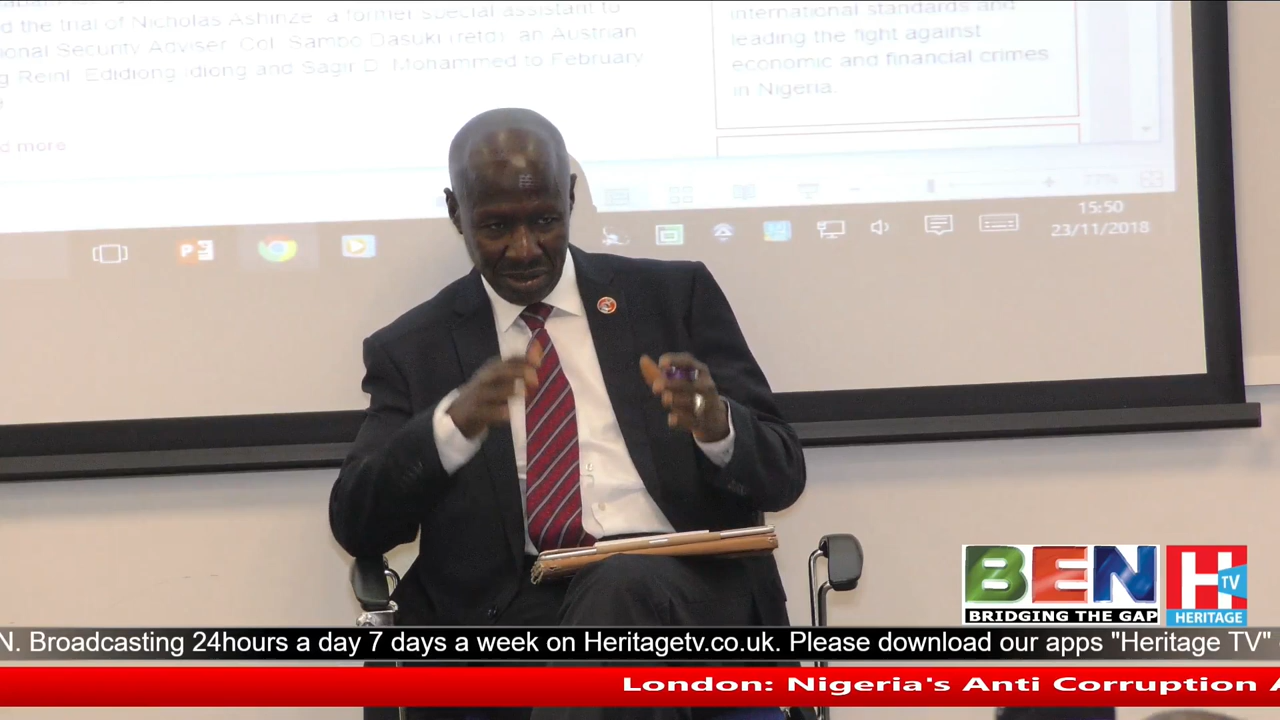 d the trial of Nicholas Ashinze, a former special assistant to
ional Security Adviser, Col. Sambo Dasuki (retd), an Austrian
g Reinl, Edidiong Idiong and Sagir D. Mohammed to February
d more
international standards and
leading the fight against
economic and financial crimes
in Nigeria.
77%
15:50
23/11/2018
BEN
BRIDGING THE GAP
H
TV
HERITAGE
N. Broadcasting 24hours a day 7 days a week on Heritagetv.co.uk. Please download our apps "Heritage TV"
London: Nigeria's Anti Corruption A